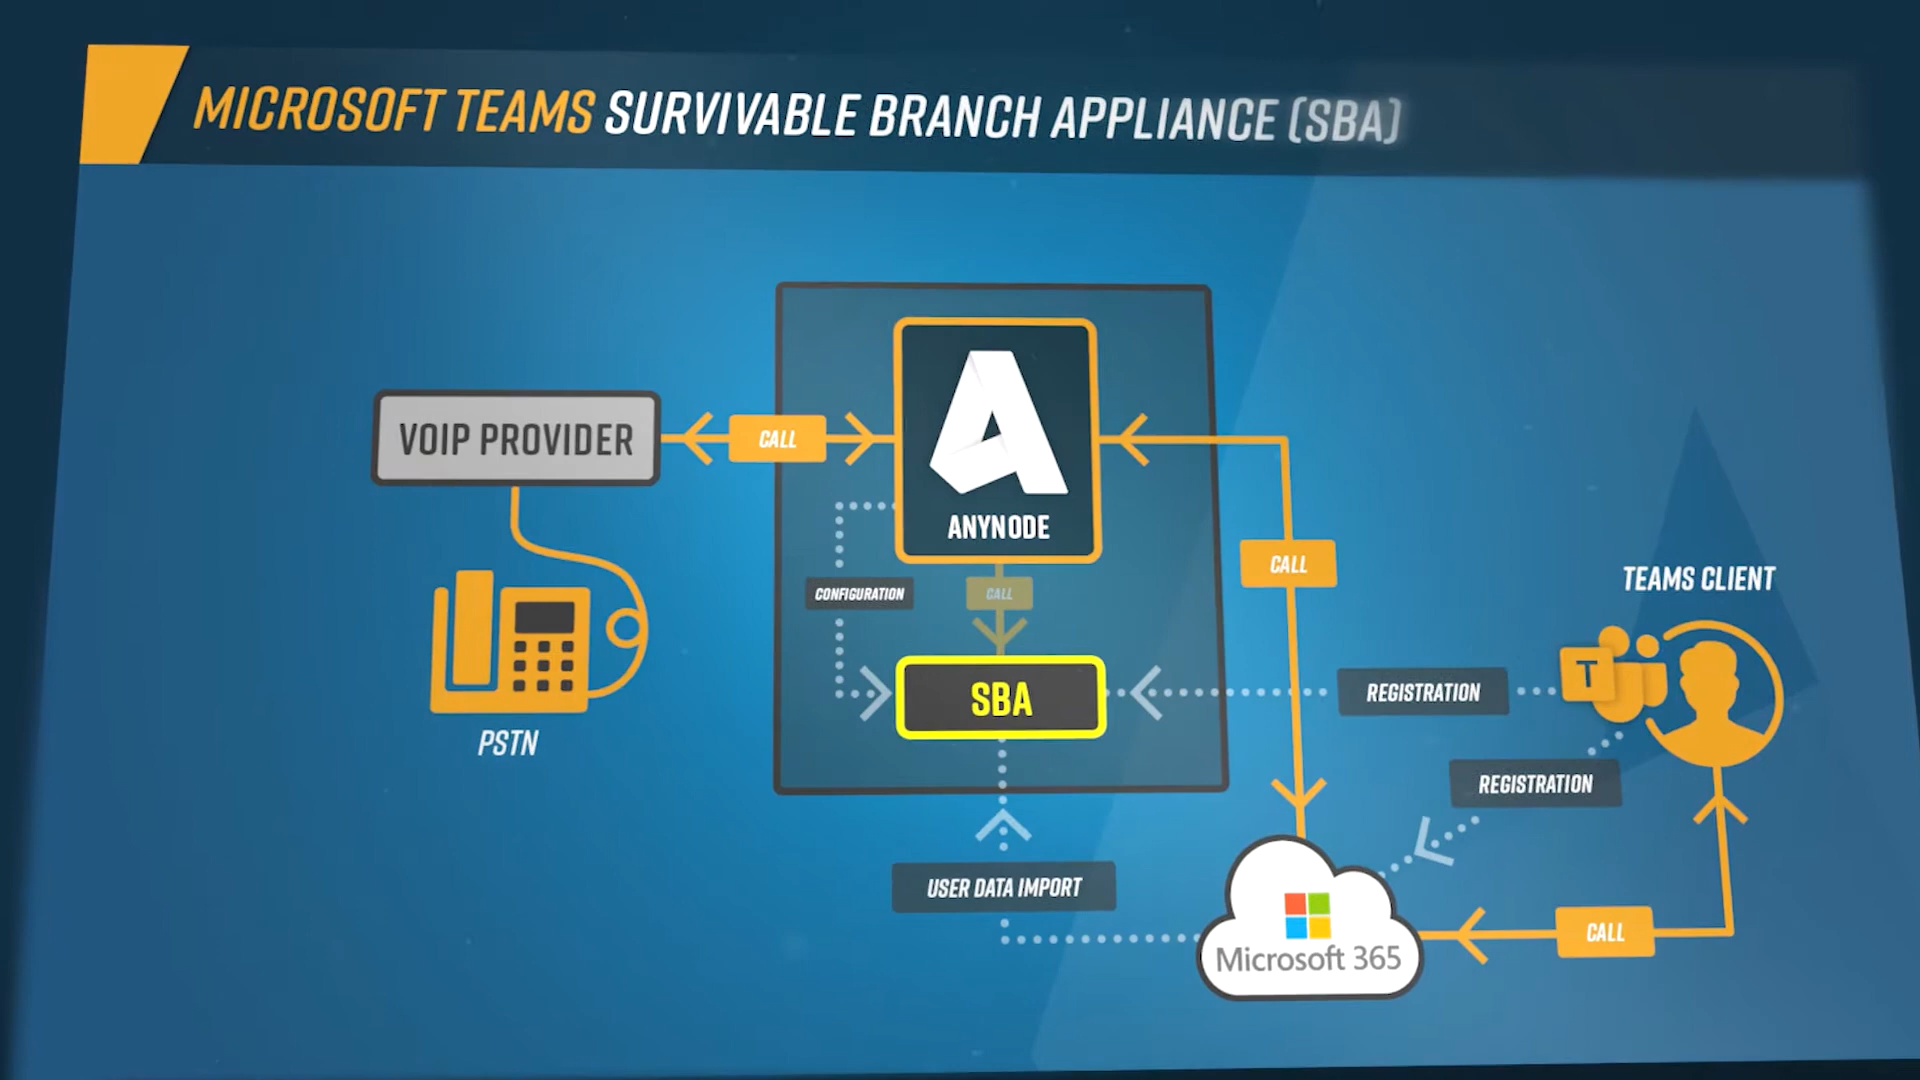 MICROSOFT TEAMS SURVIVABLE BRANCH APPLIANCE (SBA)
VOIP PROVIDER
CALL
ANYNODE
CALL
CONFIGURATION
CALL
TEAMS CLIENT
T
SBA
REGISTRATION
PSTN
REGISTRATION
USER DATA IMPORT
CALL
Microsoft 365